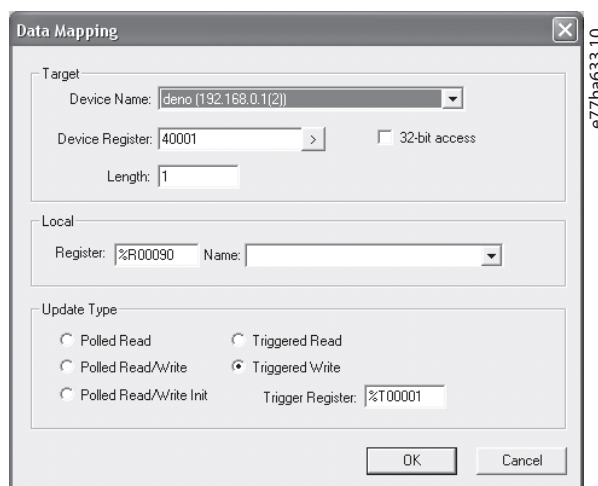 Data Mapping
Target
Device Name: deno (192.168.0.1(2))
Device Register: 40001 > 32-bit access
Length: 1
Local
Register: %R00090 Name:
Update Type
Polled Read Triggered Read
Polled Read/Write Triggered Write
Polled Read/Write Init Trigger Register: %T00001
OK Cancel
e77ha633.10